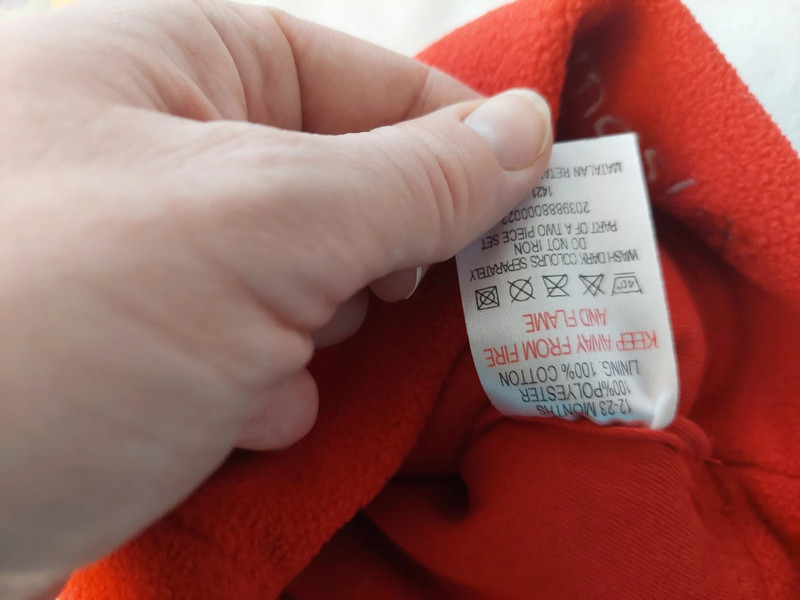 12-23 MONTHS
100%POLYESTER
LINING: 100% COTTON
KEEP AWAY FROM FIRE
AND FLAME
40°
WASH DARK COLOURS SEPARATELY
DO NOT IRON
PART OF A TWO PIECE SET
MATALAN